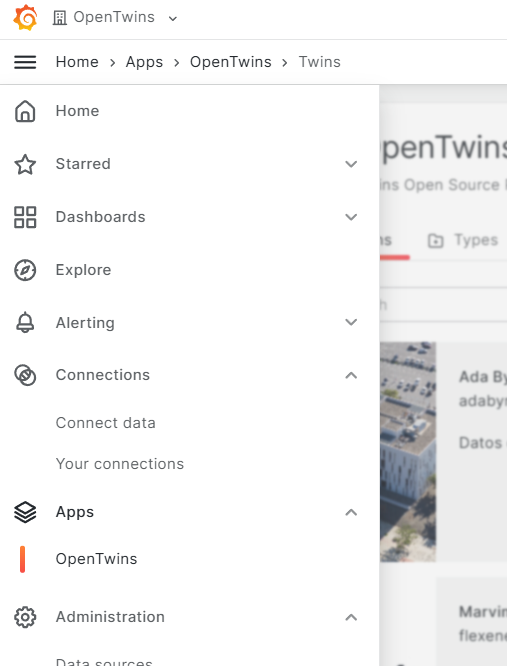 OpenTwins
Home > Apps > OpenTwins > Twins
Home
Starred
Dashboards
Explore
Alerting
Connections
Connect data
Your connections
Apps
OpenTwins
Administration
Data sources
penTwins
ins Open Source
ns
Types
h
Ada By
adabyr
Datos
Marvin
flexene